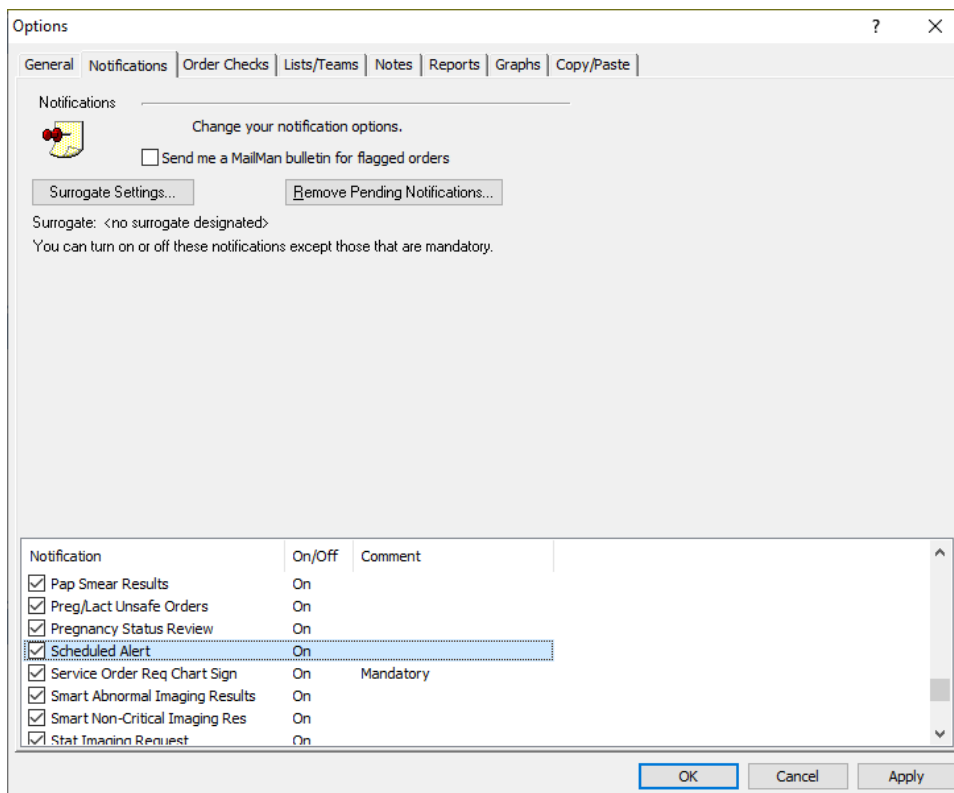 Options ?
General Notifications Order Checks Lists/Teams Notes Reports Graphs Copy/Paste
Notifications
Change your notification options.
Send me a MailMan bulletin for flagged orders
Surrogate Settings... Remove Pending Notifications...
Surrogate: <no surrogate designated>
You can turn on or off these notifications except those that are mandatory.
Notification On/Off Comment
Pap Smear Results On
Preg/Lact Unsafe Orders On
Pregnancy Status Review On
Scheduled Alert On
Service Order Req Chart Sign On Mandatory
Smart Abnormal Imaging Results On
Smart Non-Critical Imaging Res On
Stat Imaging Request On
OK Cancel Apply